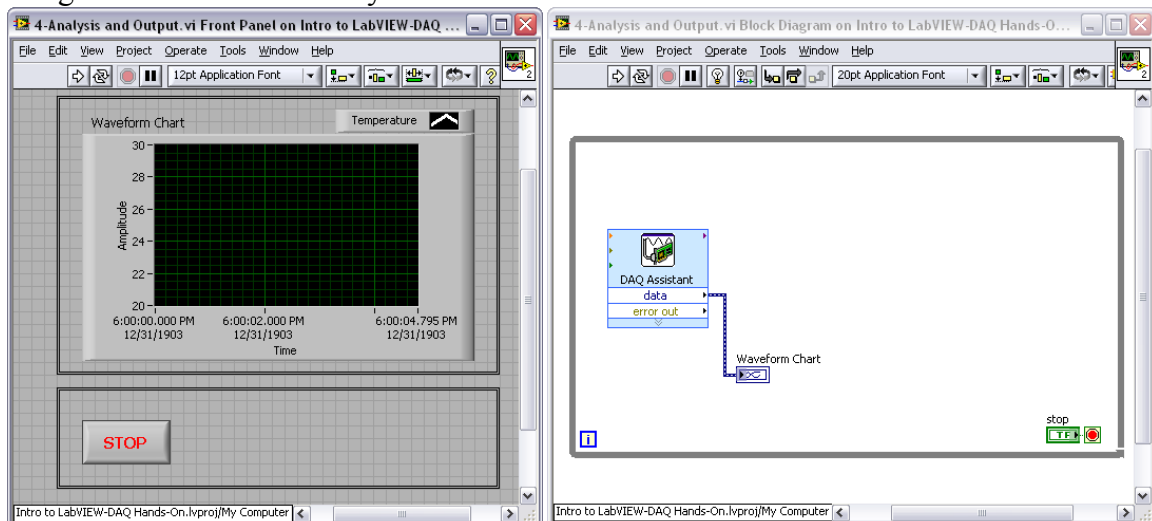 4-Analysis and Output.vi Front Panel on Intro to LabVIEW-DAQ ...
File Edit View Project Operate Tools Window Help
12pt Application Font
2
Waveform Chart
Temperature
30
28
26
24
22
20
Amplitude
6:00:00.000 PM 6:00:02.000 PM 6:00:04.795 PM
12/31/1903 12/31/1903 12/31/1903
Time
STOP
Intro to LabVIEW-DAQ Hands-On.lvproj/My Computer
4-Analysis and Output.vi Block Diagram on Intro to LabVIEW-DAQ Hands-O...
File Edit View Project Operate Tools Window Help
20pt Application Font
2
DAQ Assistant
data
error out
Waveform Chart
stop
TF
i
Intro to LabVIEW-DAQ Hands-On.lvproj/My Computer